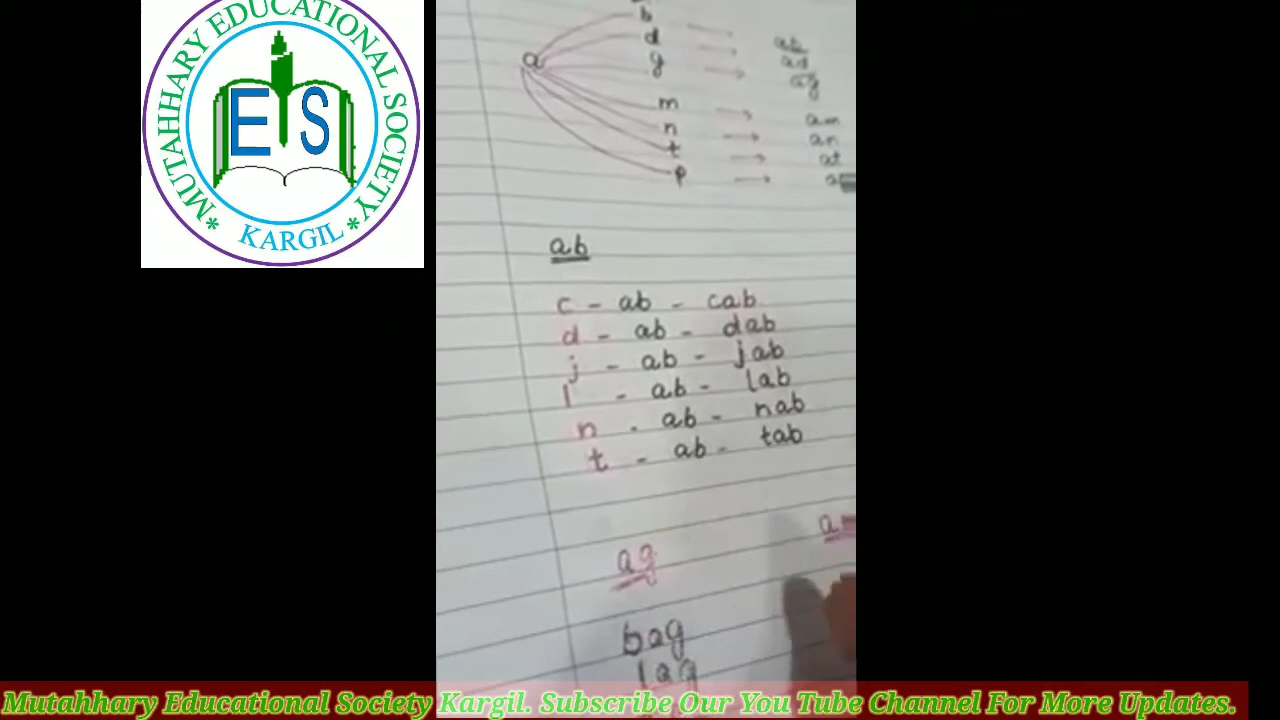 MUTAHHARY EDUCATIONAL SOCIETY
E S
* KARGIL *
a
b → ab
d → ad
g → ag
m → am
n → an
t → at
p →
ab
c - ab - cab
d - ab - dab
j - ab - jab
l - ab - lab
n - ab - nab
t - ab - tab
ag
bag
lag
Mutahhary Educational Society Kargil. Subscribe Our You Tube Channel For More Updates.